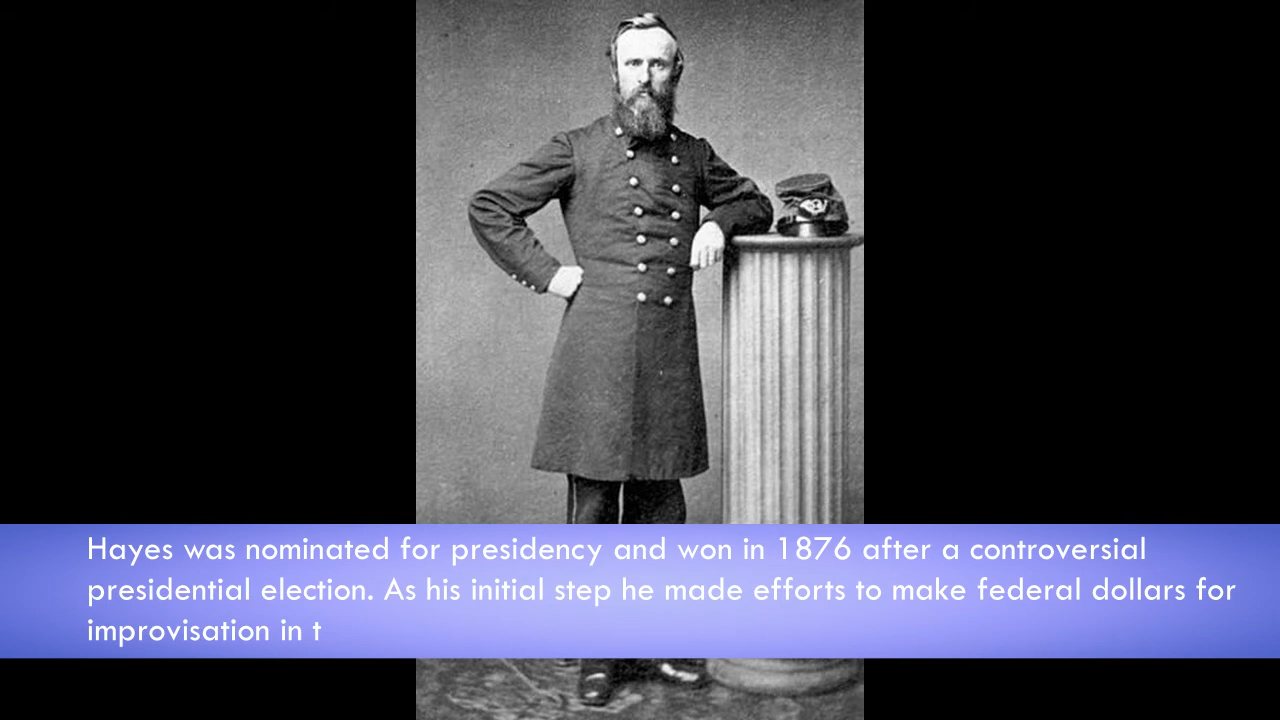 Hayes was nominated for presidency and won in 1876 after a controversial
presidential election. As his initial step he made efforts to make federal dollars for
improvisation in t